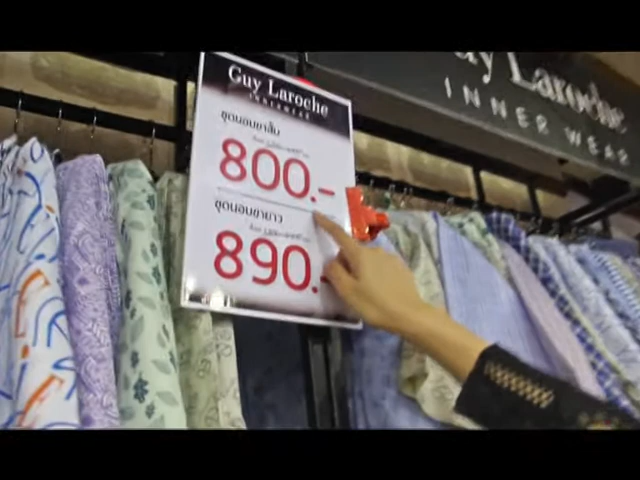 Guy Laroche
INNERWEAR
ชุดนอนขาสั้น
800.-
ชุดนอนขายาว
890.
Guy Laroche
INNER WEAR